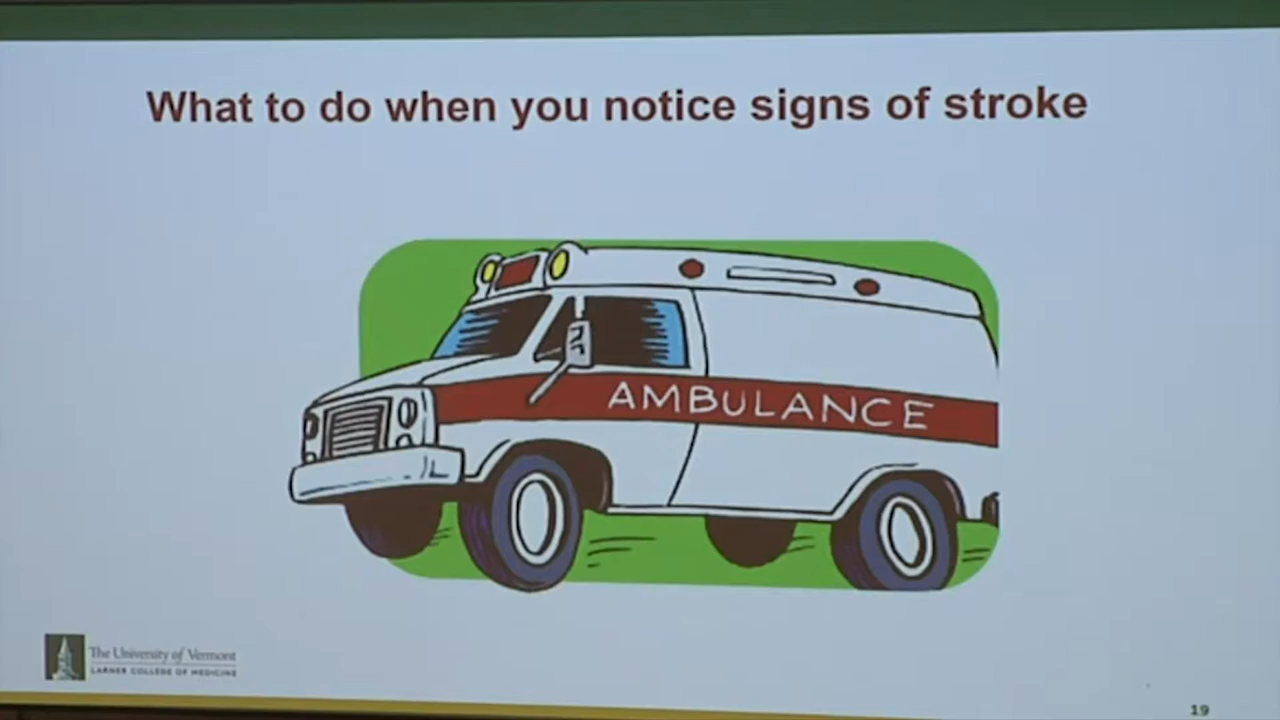 What to do when you notice signs of stroke
AMBULANCE
The University of Vermont
LARNER COLLEGE OF MEDICINE
19